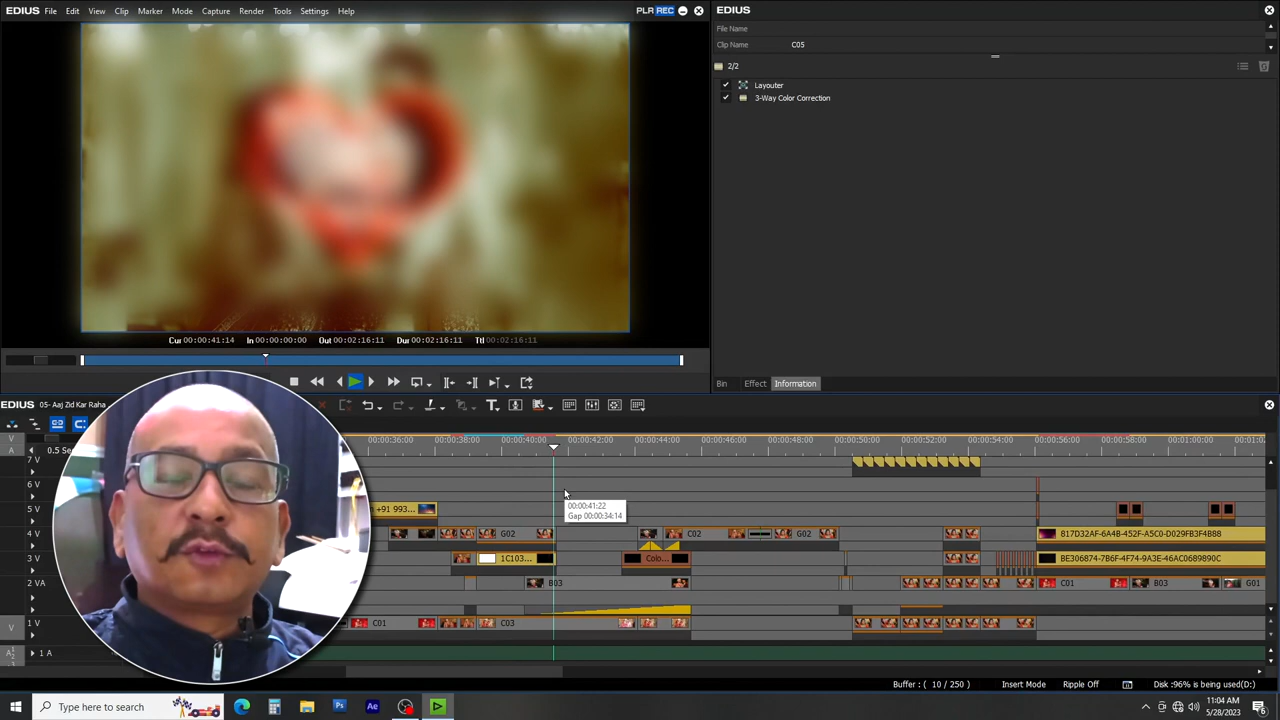 EDIUS File Edit View Clip Marker Mode Capture Render Tools Settings Help PLR REC
EDIUS
File Name
Clip Name C05
2/2
Layouter
3-Way Color Correction
Cur 00:00:41:14 In 00:00:00:00 Out 00:02:16:11 Dur 00:02:16:11 Ttl 00:02:16:11
Bin Effect Information
EDIUS 05- Aaj Zid Kar Raha
V
A
0.5 Se
00:00:36:00 00:00:38:00 00:00:40:00 00:00:42:00 00:00:44:00 00:00:46:00 00:00:48:00 00:00:50:00 00:00:52:00 00:00:54:00 00:00:56:00 00:00:58:00 00:01:00:00 00:01:0
7 V
6 V
00:00:41:22
Gap 00:00:34:14
5 V +91 993...
4 V G02 C02 G02 817D32AF-6A4B-452F-A5C0-D029FB3F4B88
3 V 1C103... Colo... BE306874-7B6F-4F74-9A3E-46AC0689890C
2 VA B03 C01 B03 G01
V 1 V C01 C03
A 1 2 1 A
Buffer : ( 10 / 250 ) Insert Mode Ripple Off Disk :96% is being used(D:)
Type here to search Ps Ae 11:04 AM
5/28/2023 6